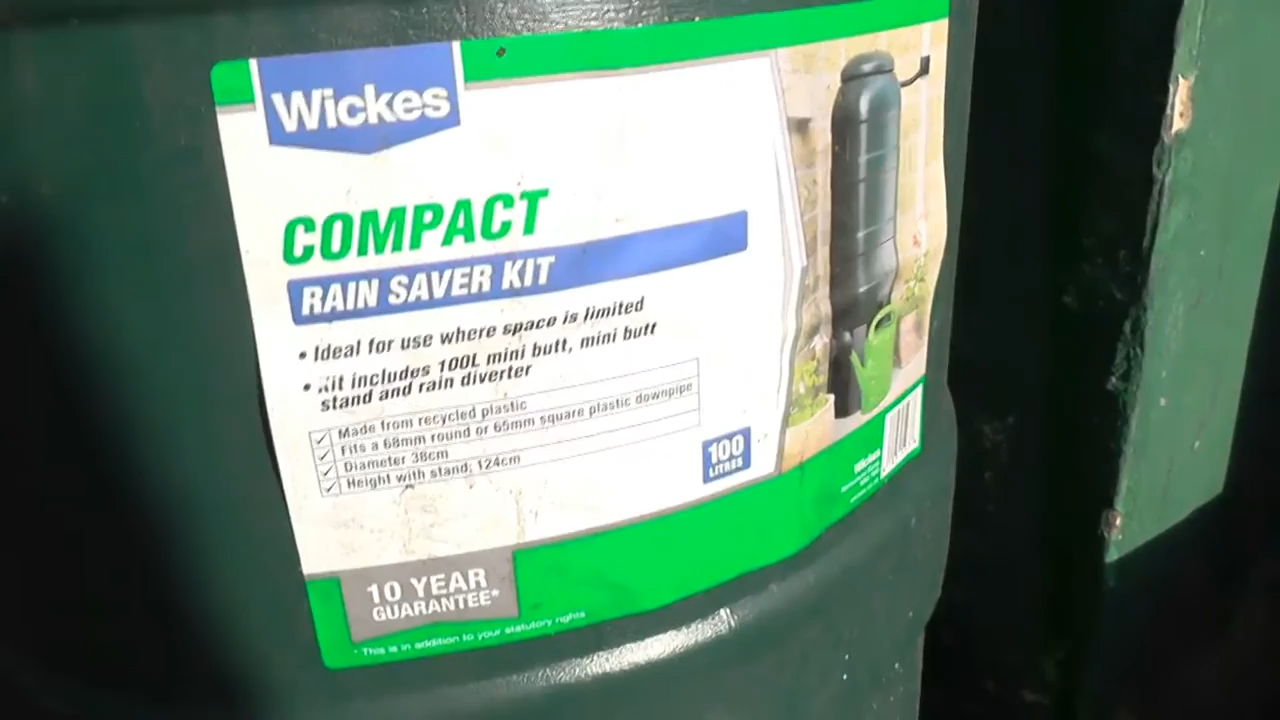 Wickes
COMPACT
RAIN SAVER KIT
• Ideal for use where space is limited
• Kit includes 100L mini butt, mini butt
stand and rain diverter
✓ Made from recycled plastic
✓ Fits a 68mm round or 65mm square plastic downpipe
✓ Diameter 38cm
✓ Height with stand: 124cm
100
LITRES
Wickes
10 YEAR
GUARANTEE*
* This is in addition to your statutory rights